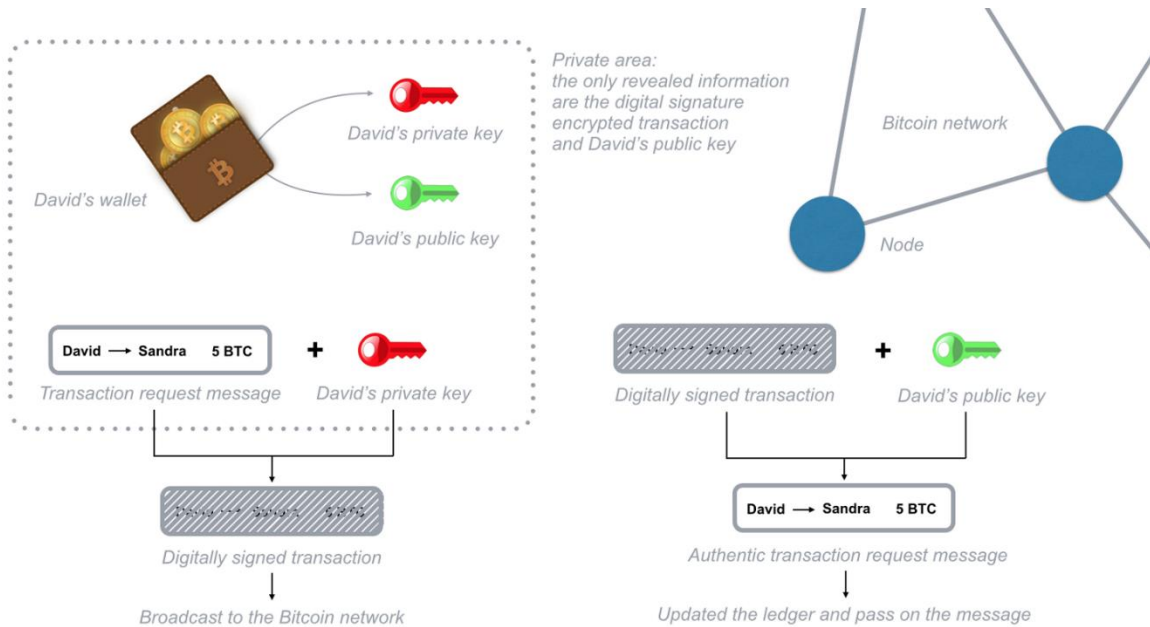 David's private key
David's wallet
David's public key
David → Sandra 5 BTC
+
Transaction request message
David's private key
Digitally signed transaction
Broadcast to the Bitcoin network
Private area:
the only revealed information
are the digital signature
encrypted transaction
and David's public key
Bitcoin network
Node
+
Digitally signed transaction
David's public key
David → Sandra 5 BTC
Authentic transaction request message
Updated the ledger and pass on the message